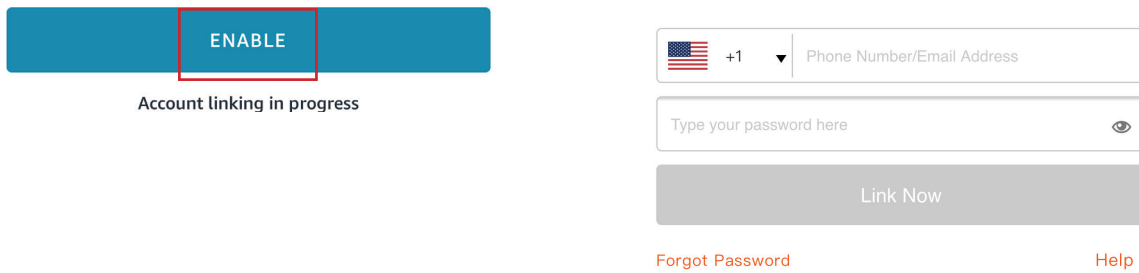 ENABLE
Account linking in progress
+1 Phone Number/Email Address
Type your password here
Link Now
Forgot Password
Help